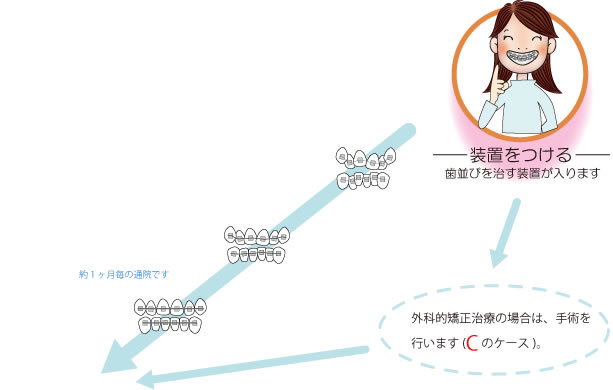 装置をつける
歯並びを治す装置が入ります
約1ヶ月毎の通院です
外科的矯正治療の場合は、手術を
行います(Cのケース)。